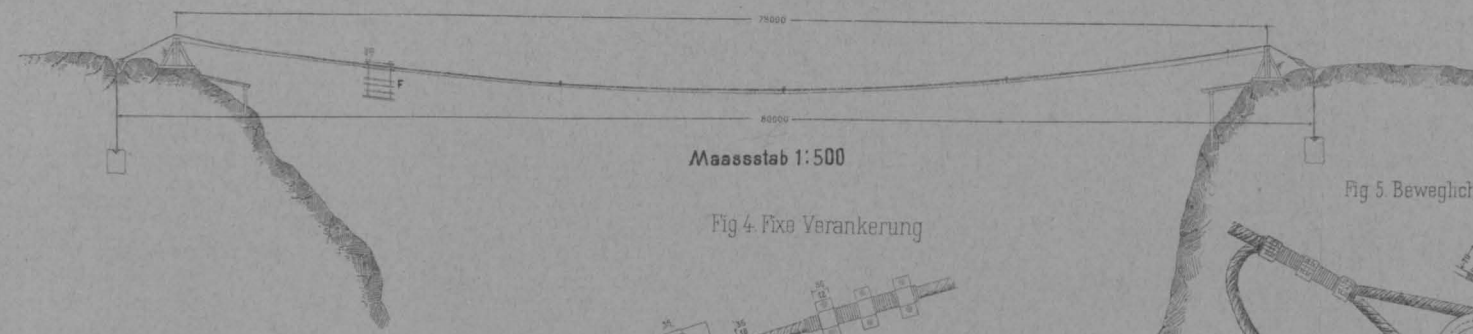 78000
F
80000
Maassstab 1:500
Fig 5. Beweglich
Fig 4. Fixe Verankerung